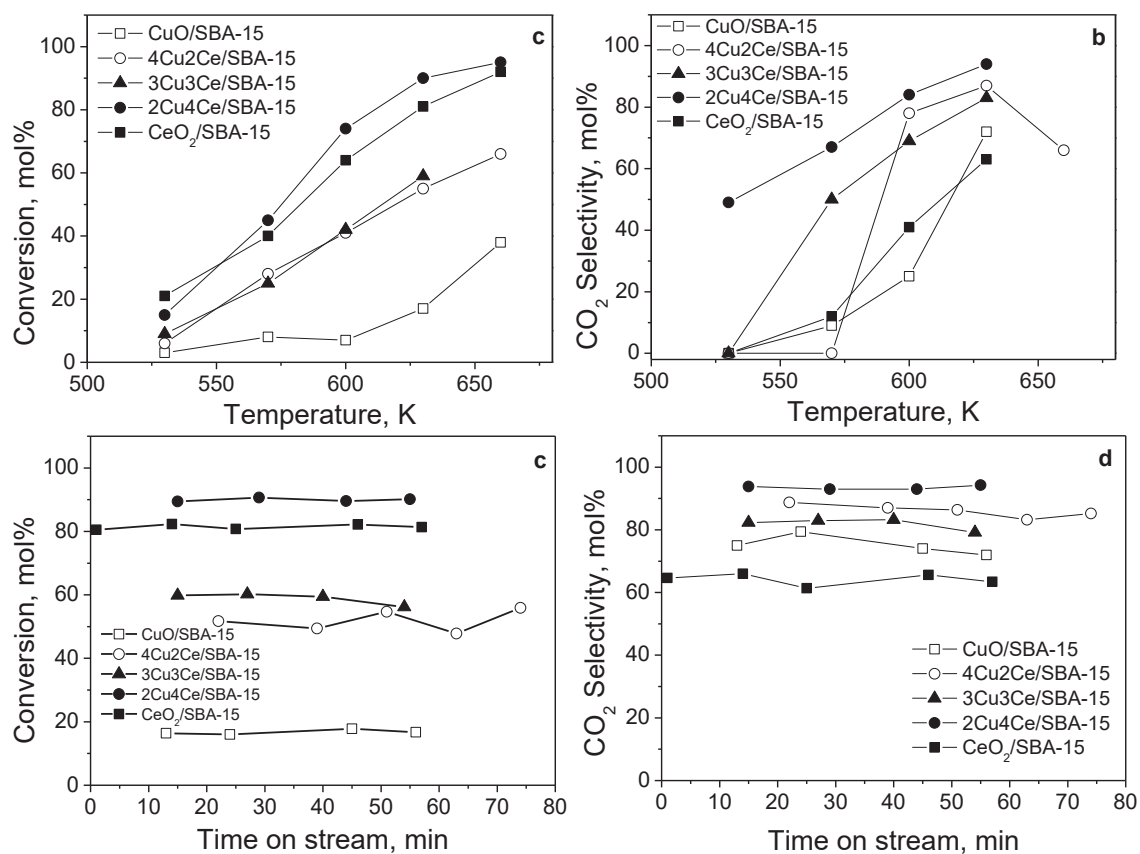 c
CuO/SBA-15
4Cu2Ce/SBA-15
3Cu3Ce/SBA-15
2Cu4Ce/SBA-15
CeO₂/SBA-15
Conversion, mol%
100
80
60
40
20
0
500 550 600 650
Temperature, K
b
CuO/SBA-15
4Cu2Ce/SBA-15
3Cu3Ce/SBA-15
2Cu4Ce/SBA-15
CeO₂/SBA-15
CO₂ Selectivity, mol%
100
80
60
40
20
0
500 550 600 650
Temperature, K
c
Conversion, mol%
100
80
60
40
20
0
CuO/SBA-15
4Cu2Ce/SBA-15
3Cu3Ce/SBA-15
2Cu4Ce/SBA-15
CeO₂/SBA-15
0 10 20 30 40 50 60 70 80
Time on stream, min
d
CO₂ Selectivity, mol%
100
80
60
40
20
0
CuO/SBA-15
4Cu2Ce/SBA-15
3Cu3Ce/SBA-15
2Cu4Ce/SBA-15
CeO₂/SBA-15
0 10 20 30 40 50 60 70 80
Time on stream, min